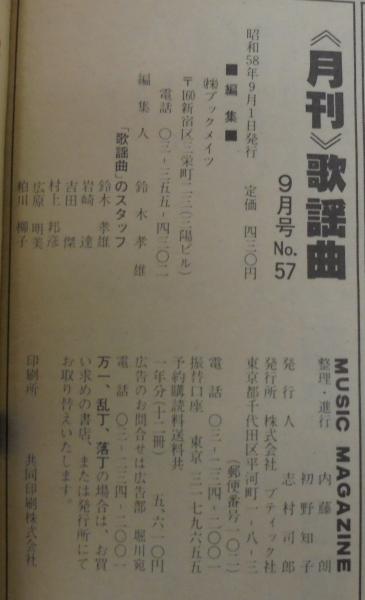 《月刊》歌謡曲
9月号 No.57
昭和58年9月1日発行　定価　四三〇円
■編集■
㈱ブックメイツ
〒160新宿区三栄町二三(三陽ビル)
電話　〇三-三五五-四三〇二
編集人　鈴木孝雄
「歌謡曲」のスタッフ
鈴木孝雄
岩崎　達
吉田　傑
村上邦彦
広原明美
柏川柳子
MUSIC MAGAZINE
整理・進行　内藤　朗
初野知子
発行人　志村司郎
発行所　株式会社　ブティック社
東京都千代田区平河町一-八-三
(郵便番号一〇二)
電話　〇三-二三四-二〇〇一
振替口座　東京　三-七九六五五
予約購読料送料共
一年分(十二冊)　五、六一〇円
広告のお問合せは広告部　堀川宛
電話　〇三-二三四-二〇〇一
万一、乱丁、落丁の場合は、お買
い求めの書店、または発行所にて
お取り替えいたします。
印刷所　共同印刷株式会社